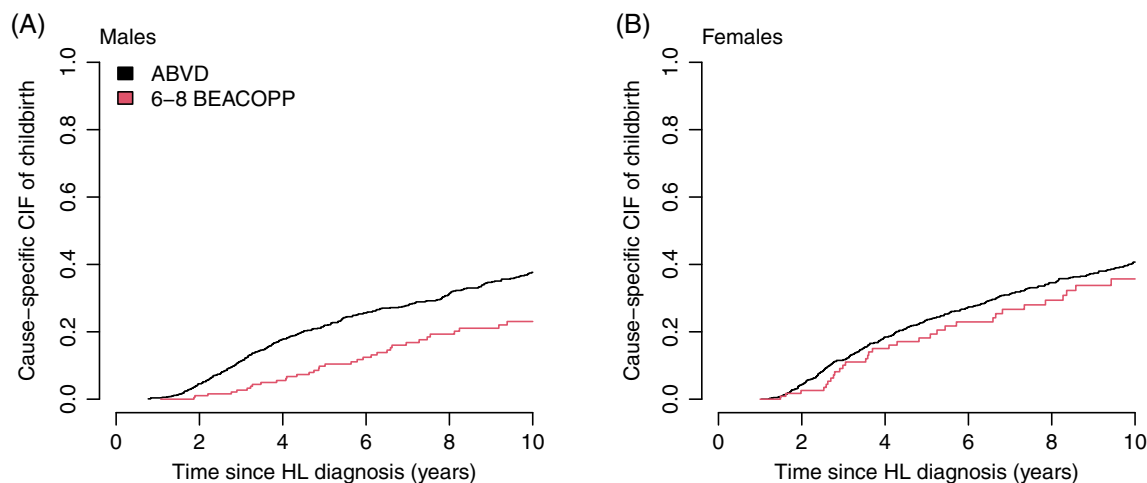 (A)
Males
ABVD
6−8 BEACOPP
Cause−specific CIF of childbirth
1.0
0.8
0.6
0.4
0.2
0.0
0 2 4 6 8 10
Time since HL diagnosis (years)
(B)
Females
Cause−specific CIF of childbirth
1.0
0.8
0.6
0.4
0.2
0.0
0 2 4 6 8 10
Time since HL diagnosis (years)